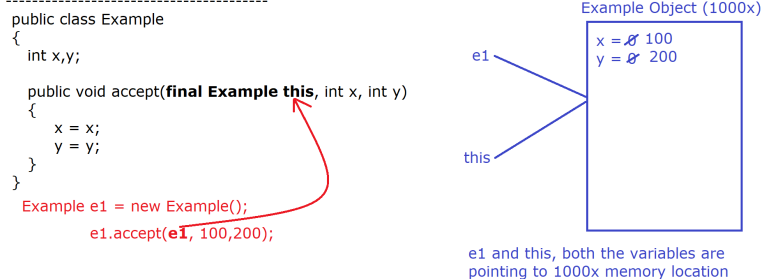 public class Example
{
int x,y;
public void accept(final Example this, int x, int y)
{
x = x;
y = y;
}
}
Example e1 = new Example();
e1.accept(e1, 100,200);
Example Object (1000x)
x = 0 100
y = 0 200
e1
this
e1 and this, both the variables are
pointing to 1000x memory location